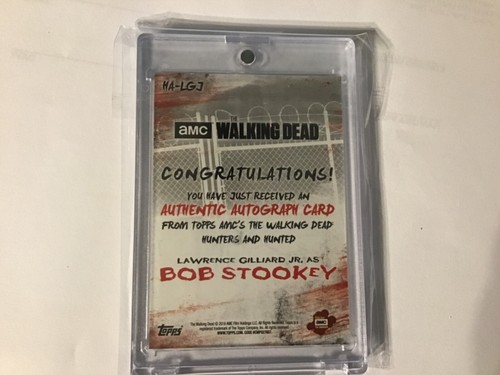 HA-LGJ
amc THE WALKING DEAD
CONGRATULATIONS!
YOU HAVE JUST RECEIVED AN
AUTHENTIC AUTOGRAPH CARD
FROM TOPPS AMC'S THE WALKING DEAD
HUNTERS AND HUNTED
LAWRENCE GILLIARD JR. AS
BOB STOOKEY
topps